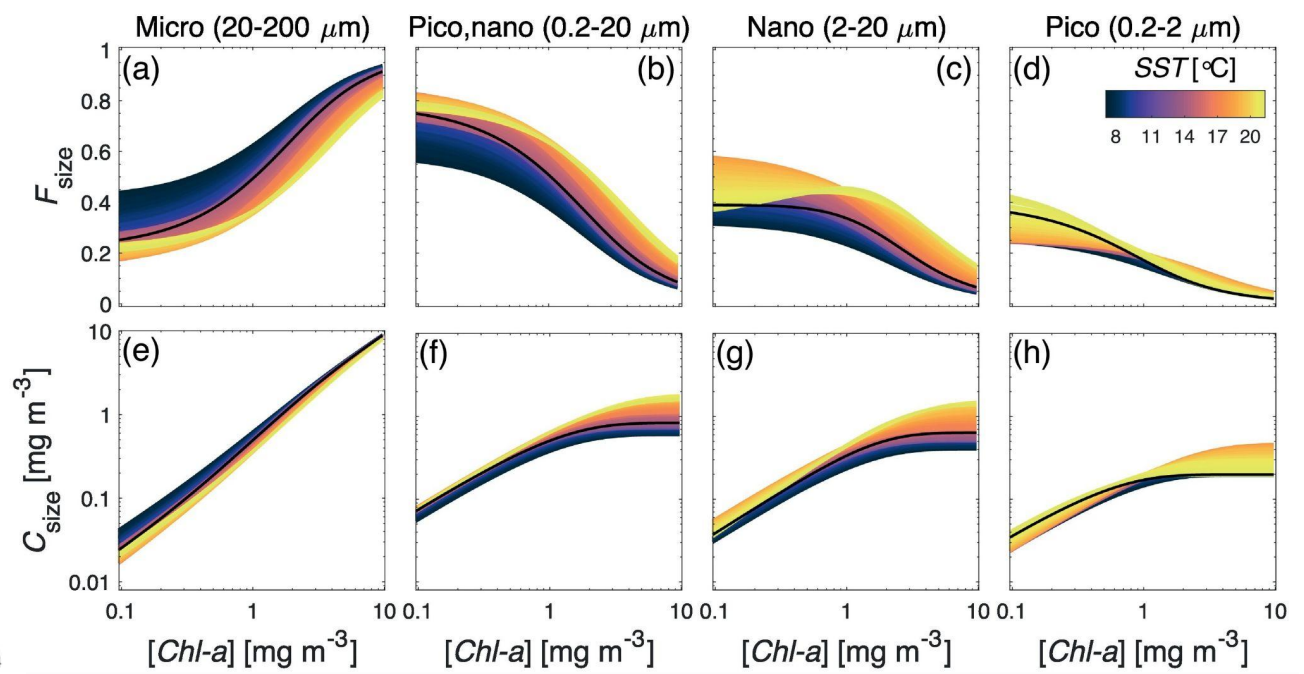 Micro (20-200 μm) Pico,nano (0.2-20 μm) Nano (2-20 μm) Pico (0.2-2 μm)
(a) (b) (c) (d)
SST [°C]
8 11 14 17 20
F size
1
0.8
0.6
0.4
0.2
0
(e) (f) (g) (h)
C size [mg m-3]
10
1
0.1
0.01
0.1 1 10 0.1 1 10 0.1 1 10 0.1 1 10
[Chl-a] [mg m-3] [Chl-a] [mg m-3] [Chl-a] [mg m-3] [Chl-a] [mg m-3]